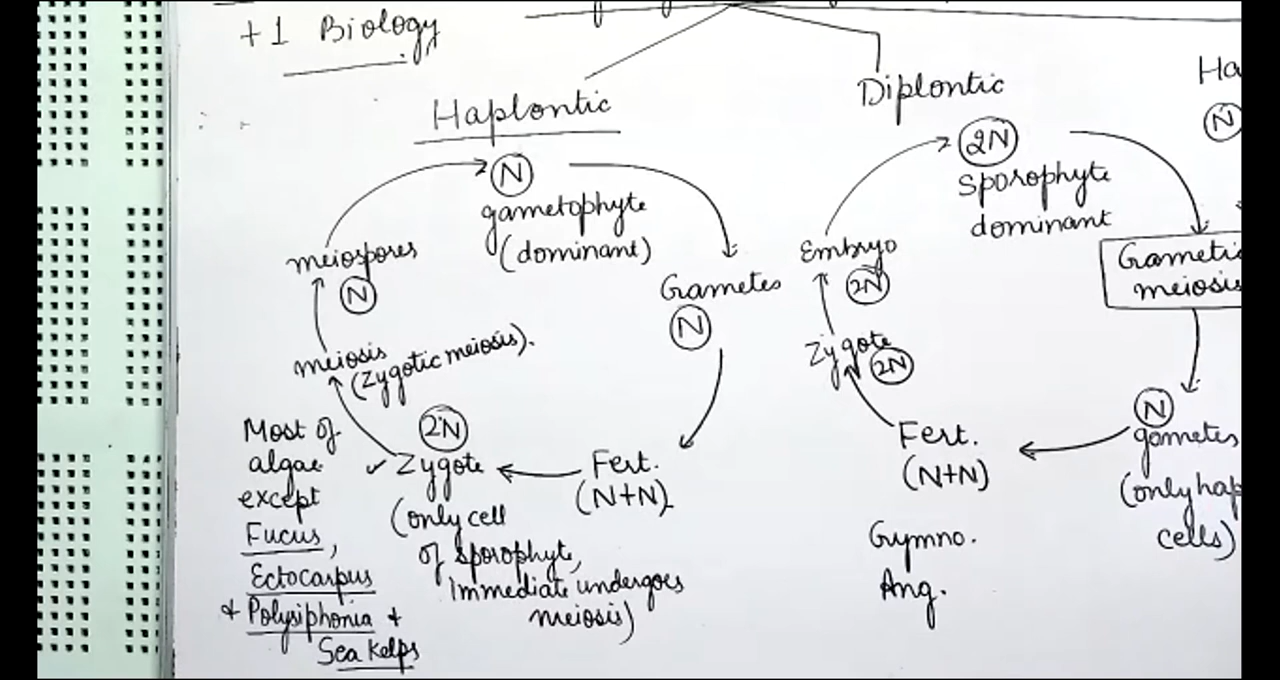 +1 Biology
Haplontic
N
gametophyte
(dominant)
meiospores
N
Gametes
N
meiosis
(Zygotic meiosis).
2N
Zygote
(only cell
of sporophyte,
Immediate undergoes
meiosis)
Fert.
(N+N)
Most of
algae
except
Fucus,
Ectocarpus
+ Polysiphonia +
Sea Kelps
Diplontic
2N
Sporophyte
dominant
Embryo
2N
Zygote
2N
Gametic
meiosis
N
gametes
(only hap
cells)
Fert.
(N+N)
Gymno.
Ang.
Ha
N